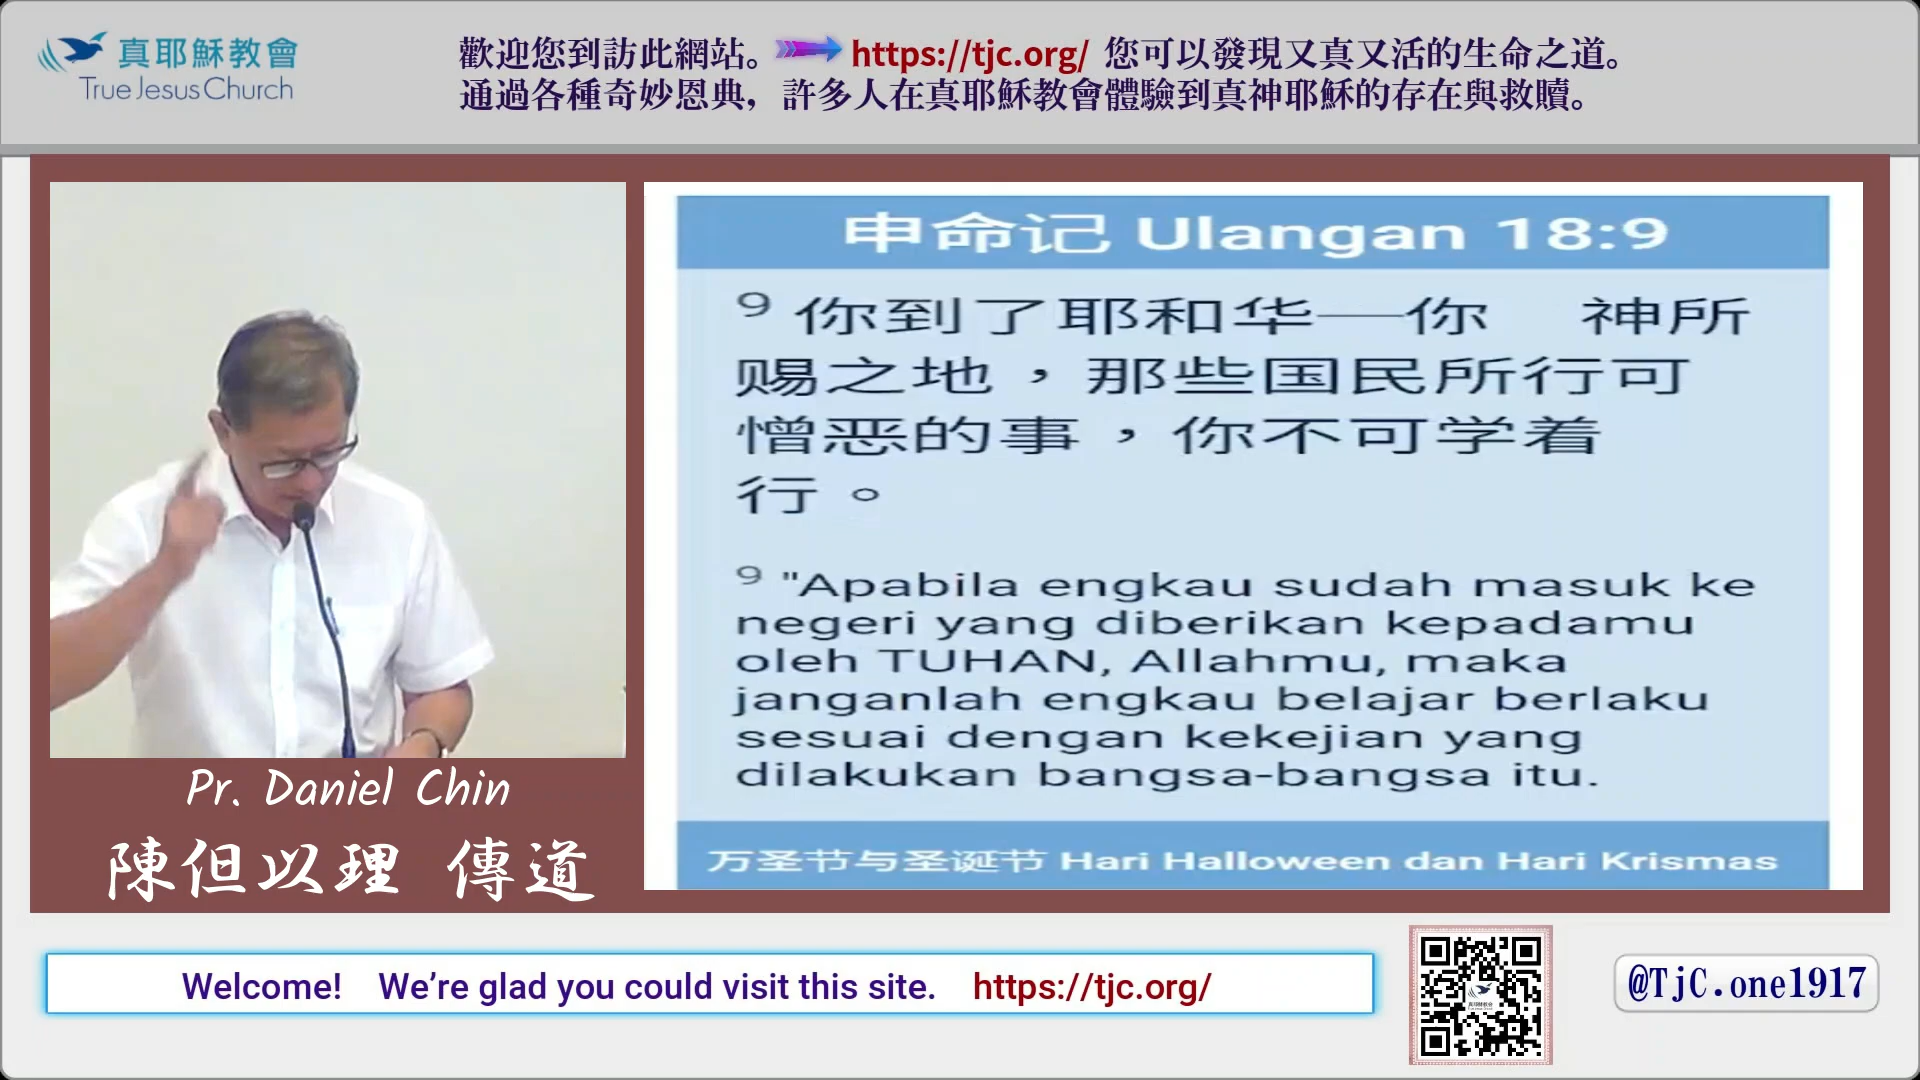 真耶穌教會
True Jesus Church
歡迎您到訪此網站。 https://tjc.org/ 您可以發現又真又活的生命之道。
通過各種奇妙恩典，許多人在真耶穌教會體驗到真神耶穌的存在與救贖。
申命记 Ulangan 18:9
9 你到了耶和华—你　神所
赐之地，那些国民所行可
憎恶的事，你不可学着
行。
9 "Apabila engkau sudah masuk ke
negeri yang diberikan kepadamu
oleh TUHAN, Allahmu, maka
janganlah engkau belajar berlaku
sesuai dengan kekejian yang
dilakukan bangsa-bangsa itu.
万圣节与圣诞节 Hari Halloween dan Hari Krismas
Pr. Daniel Chin
陳但以理 傳道
Welcome! We’re glad you could visit this site. https://tjc.org/
@TjC.one1917